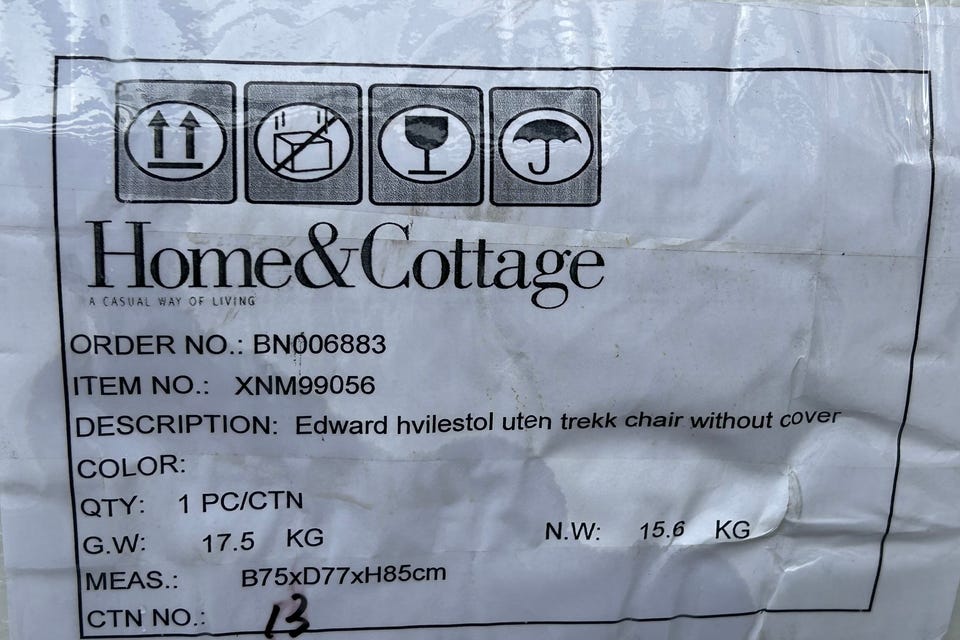 Home&Cottage
A CASUAL WAY OF LIVING
ORDER NO.: BN006883
ITEM NO.: XNM99056
DESCRIPTION: Edward hvilestol uten trekk chair without cover
COLOR:
QTY: 1 PC/CTN
G.W: 17.5 KG N.W: 15.6 KG
MEAS.: B75xD77xH85cm
CTN NO.: 13